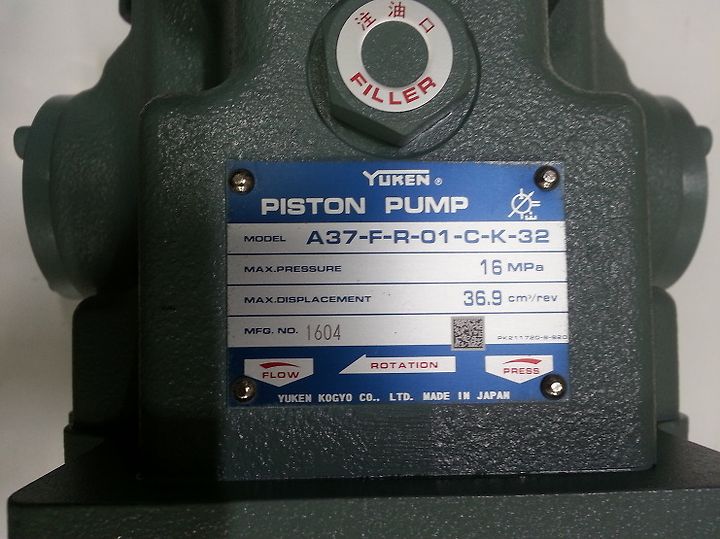 注油口
FILLER
YUKEN ®
PISTON PUMP
MODEL A37-F-R-01-C-K-32
MAX.PRESSURE 16 MPa
MAX.DISPLACEMENT 36.9 cm³/rev
MFG. NO. 1604
FLOW ROTATION PRESS
YUKEN KOGYO CO., LTD. MADE IN JAPAN